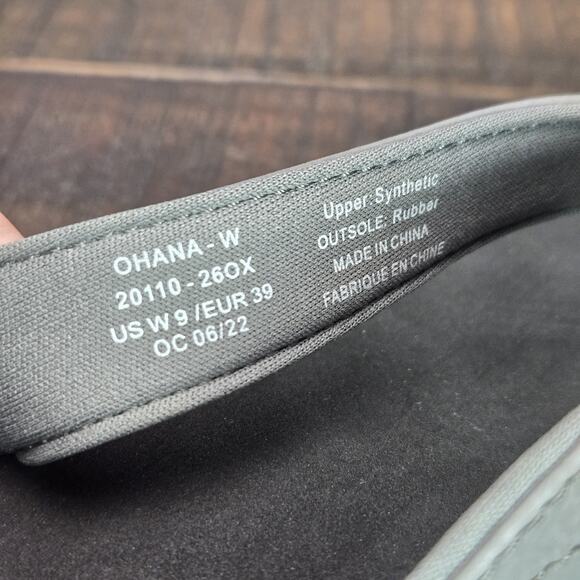 OHANA - W
20110 - 26OX
US W 9 /EUR 39
OC 06/22
Upper Synthetic
OUTSOLE: Rubber
MADE IN CHINA
FABRIQUE EN CHINE